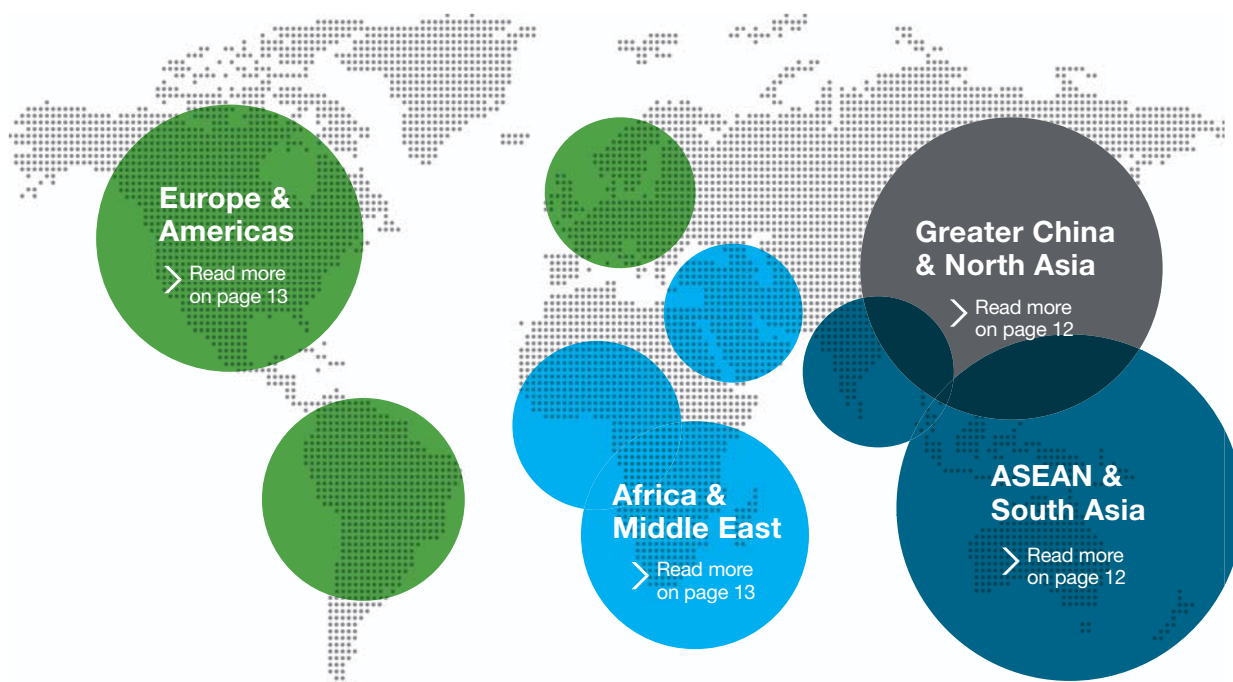 Europe &
Americas
Read more
on page 13
Greater China
& North Asia
Read more
on page 12
Africa &
Middle East
Read more
on page 13
ASEAN &
South Asia
Read more
on page 12